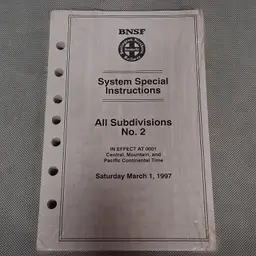 BNSF
System Special
Instructions
All Subdivisions
No. 2
IN EFFECT AT 0001
Central, Mountain, and
Pacific Continental Time
Saturday March 1, 1997